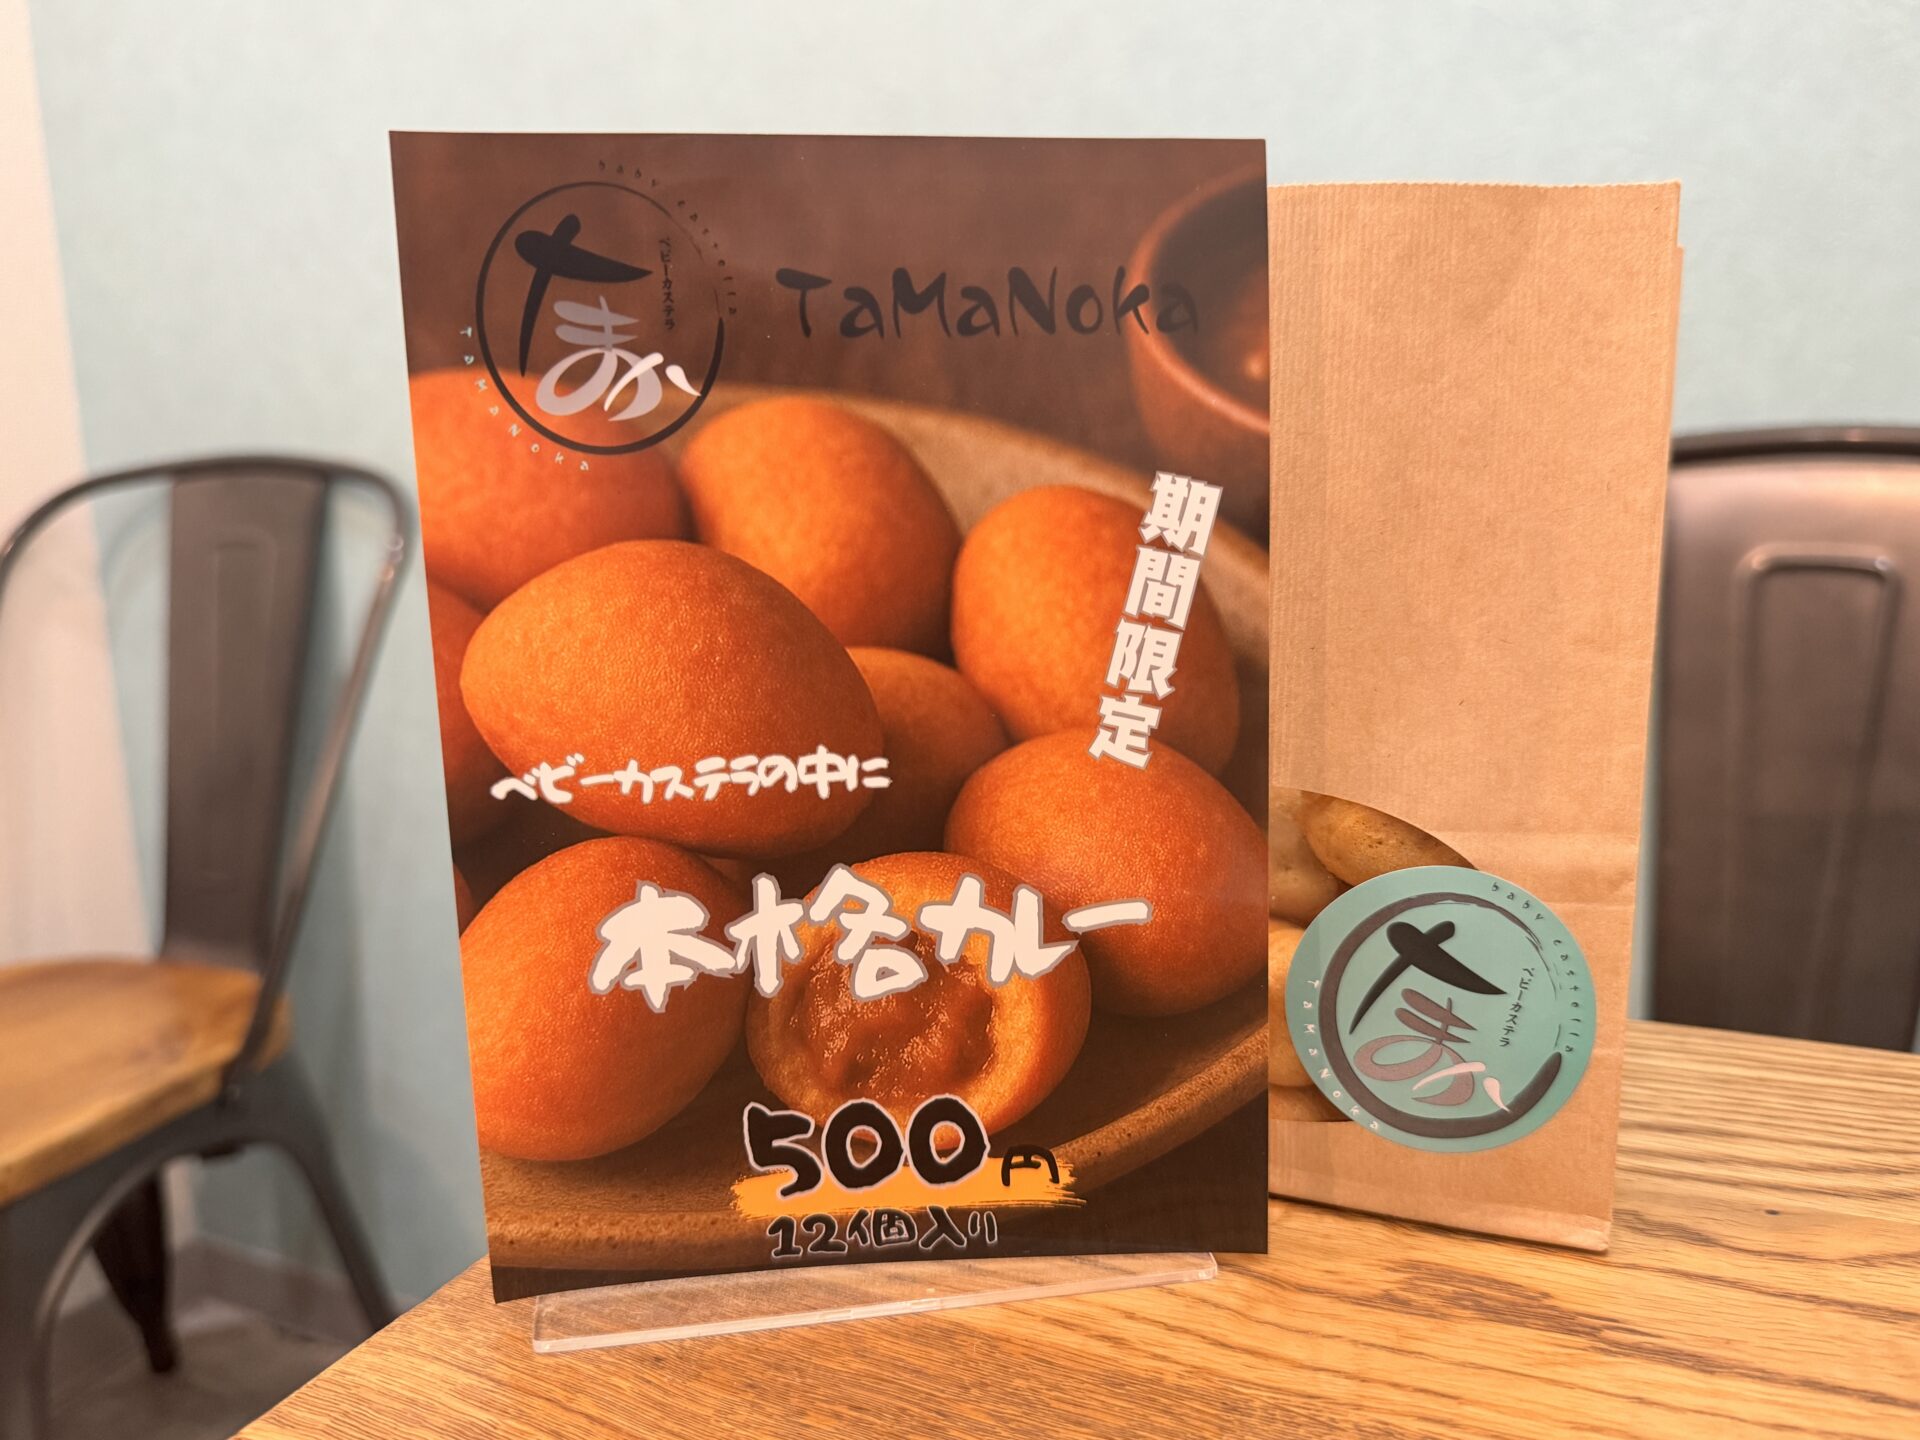 baby castella
たまのか
ベビーカステラ
TaMaNoka
TaMaNoka
期間限定
ベビーカステラの中に
本格カレー
500円
12個入り
baby castella
たまのか
ベビーカステラ
TaMaNoka